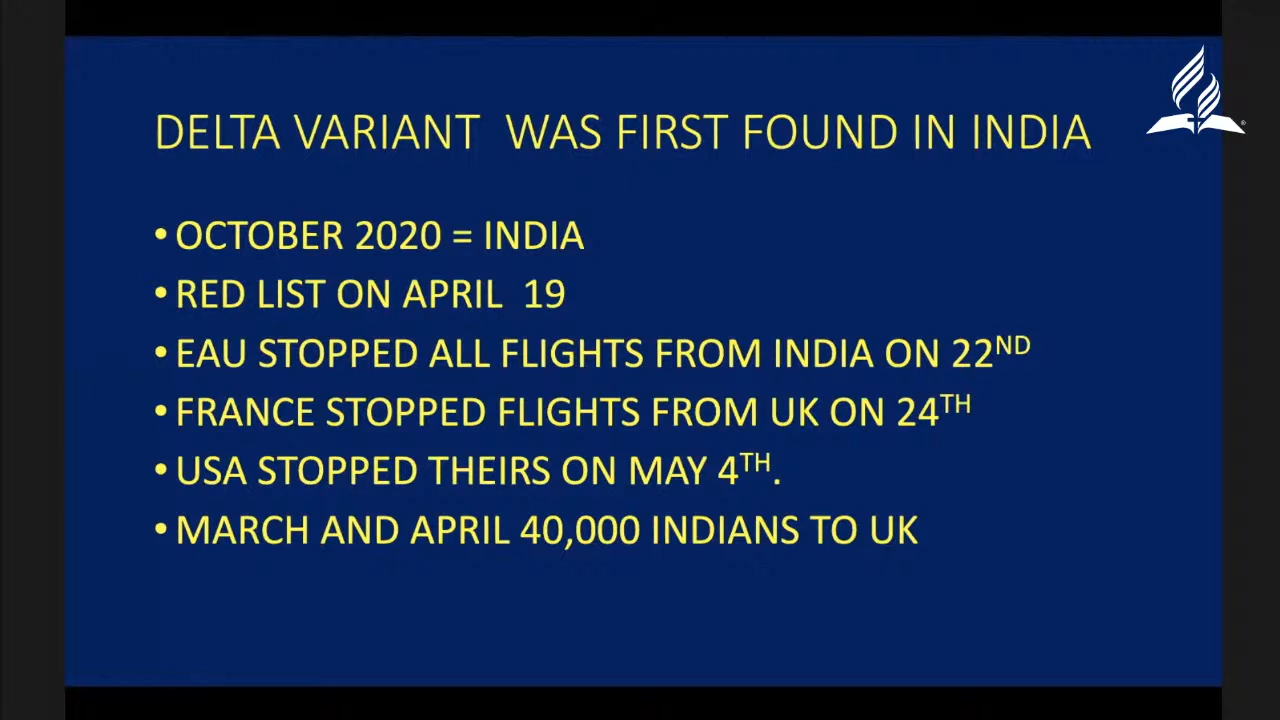 DELTA VARIANT WAS FIRST FOUND IN INDIA
• OCTOBER 2020 = INDIA
• RED LIST ON APRIL 19
• EAU STOPPED ALL FLIGHTS FROM INDIA ON 22ND
• FRANCE STOPPED FLIGHTS FROM UK ON 24TH
• USA STOPPED THEIRS ON MAY 4TH.
• MARCH AND APRIL 40,000 INDIANS TO UK